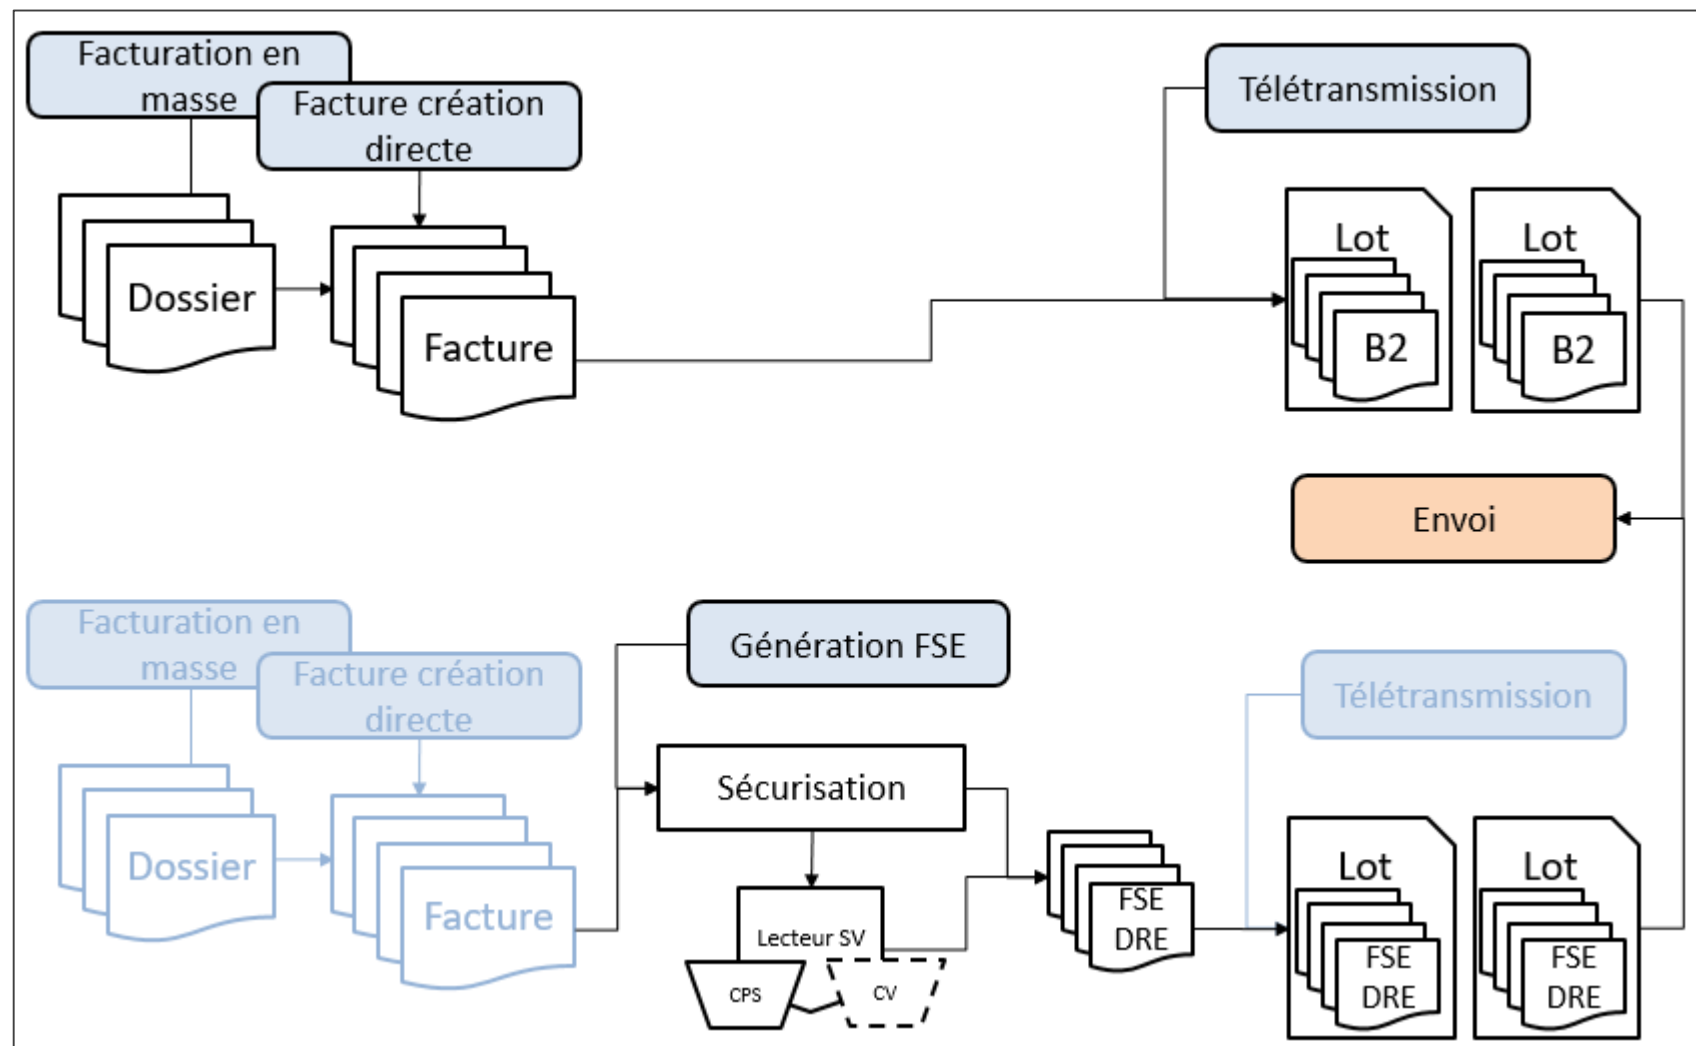 Facturation en
masse
Facture création
directe
Télétransmission
Dossier
Facture
Lot
B2
Lot
B2
Envoi
Facturation en
masse
Facture création
directe
Génération FSE
Télétransmission
Dossier
Facture
Sécurisation
Lecteur SV
CPS
CV
FSE
DRE
Lot
FSE
DRE
Lot
FSE
DRE